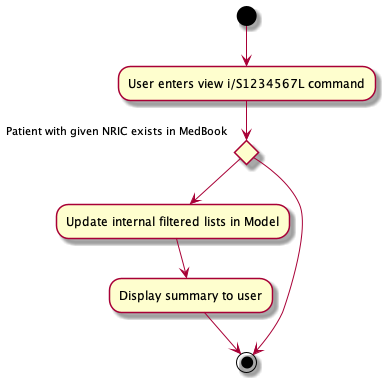 User enters view i/S1234567L command
Patient with given NRIC exists in MedBook
Update internal filtered lists in Model
Display summary to user